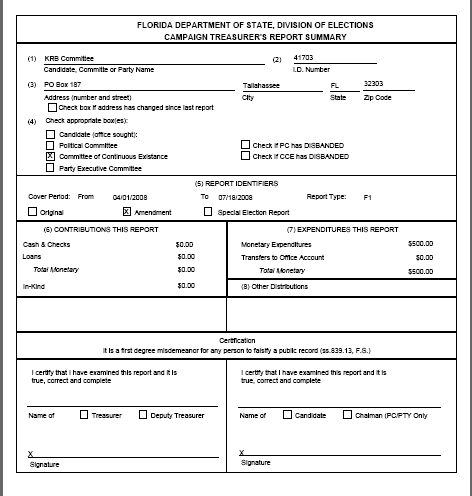 FLORIDA DEPARTMENT OF STATE, DIVISION OF ELECTIONS
CAMPAIGN TREASURER'S REPORT SUMMARY
(1) KRB Committee (2) 41703
Candidate, Committe or Party Name I.D. Number
(3) PO Box 187 Tallahassee FL 32303
Address (number and street) City State Zip Code
Check box if address has changed since last report
(4) Check appropriate box(es):
Candidate (office sought):
Political Committee Check if PC has DISBANDED
X Committee of Continuous Existance Check if CCE has DISBANDED
Party Executive Committee
(5) REPORT IDENTIFIERS
Cover Period: From 04/01/2008 To 07/18/2008 Report Type: F1
Original X Amendment Special Election Report
(6) CONTRIBUTIONS THIS REPORT (7) EXPENDITURES THIS REPORT
Cash & Checks $0.00 Monetary Expenditures $500.00
Loans $0.00 Transfers to Office Account $0.00
Total Monetary $0.00 Total Monetary $500.00
In-Kind $0.00 (8) Other Distributions
Certification
It is a first degree misdemeanor for any person to falsify a public record (ss.839.13, F.S.)
I certify that I have examined this report and it is I certify that I have examined this report and it is
true, correct and complete true, correct and complete
Name of Treasurer Deputy Treasurer Name of Candidate Chaiman (PC/PTY Only
X X
Signature Signature